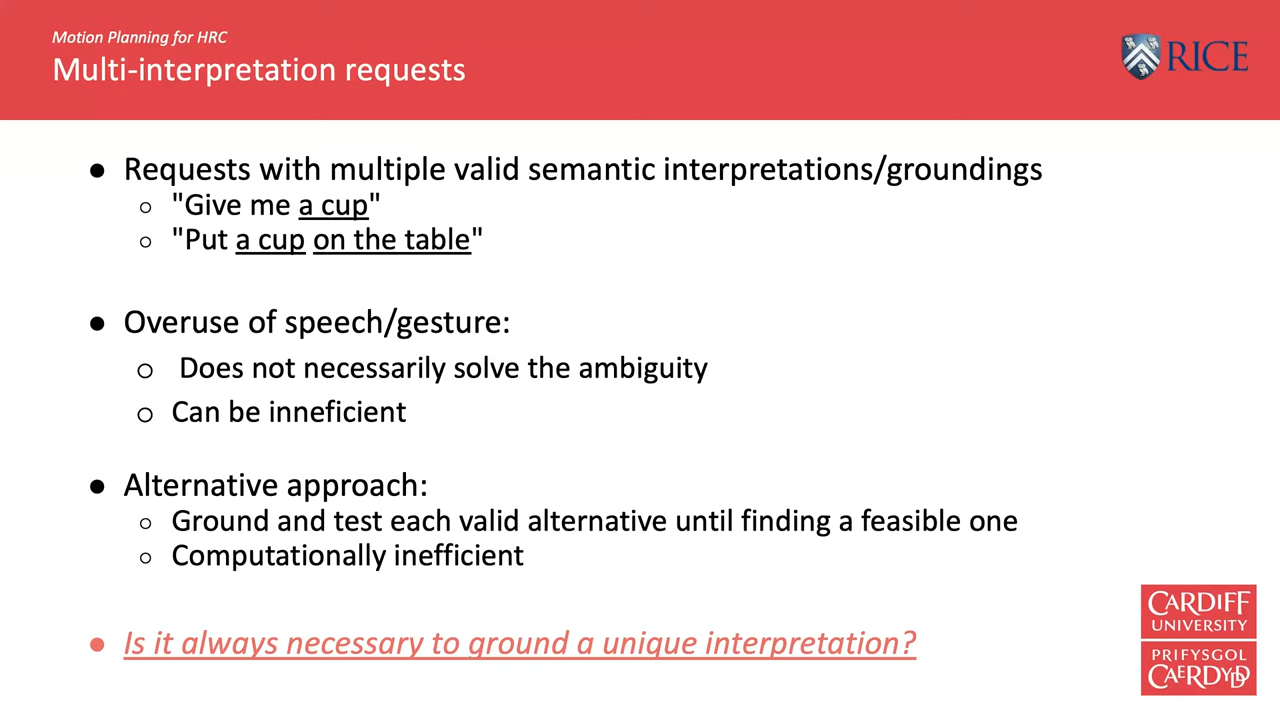 Motion Planning for HRC
Multi-interpretation requests
RICE
● Requests with multiple valid semantic interpretations/groundings
○ "Give me a cup"
○ "Put a cup on the table"
● Overuse of speech/gesture:
○ Does not necessarily solve the ambiguity
○ Can be inneficient
● Alternative approach:
○ Ground and test each valid alternative until finding a feasible one
○ Computationally inefficient
● Is it always necessary to ground a unique interpretation?
CARDIFF
UNIVERSITY
PRIFYSGOL
CAERDYDD